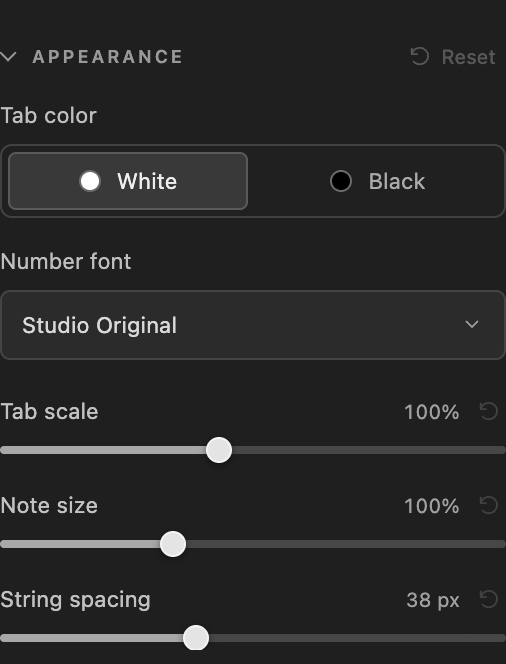 APPEARANCE Reset
Tab color
White Black
Number font
Studio Original
Tab scale 100%
Note size 100%
String spacing 38 px